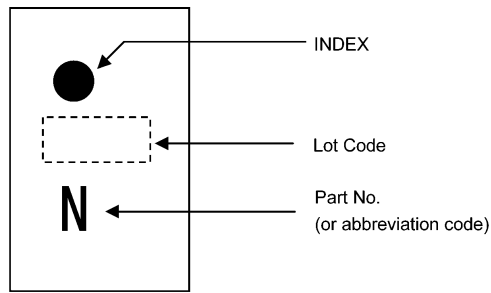 INDEX
Lot Code
N
Part No.
(or abbreviation code)